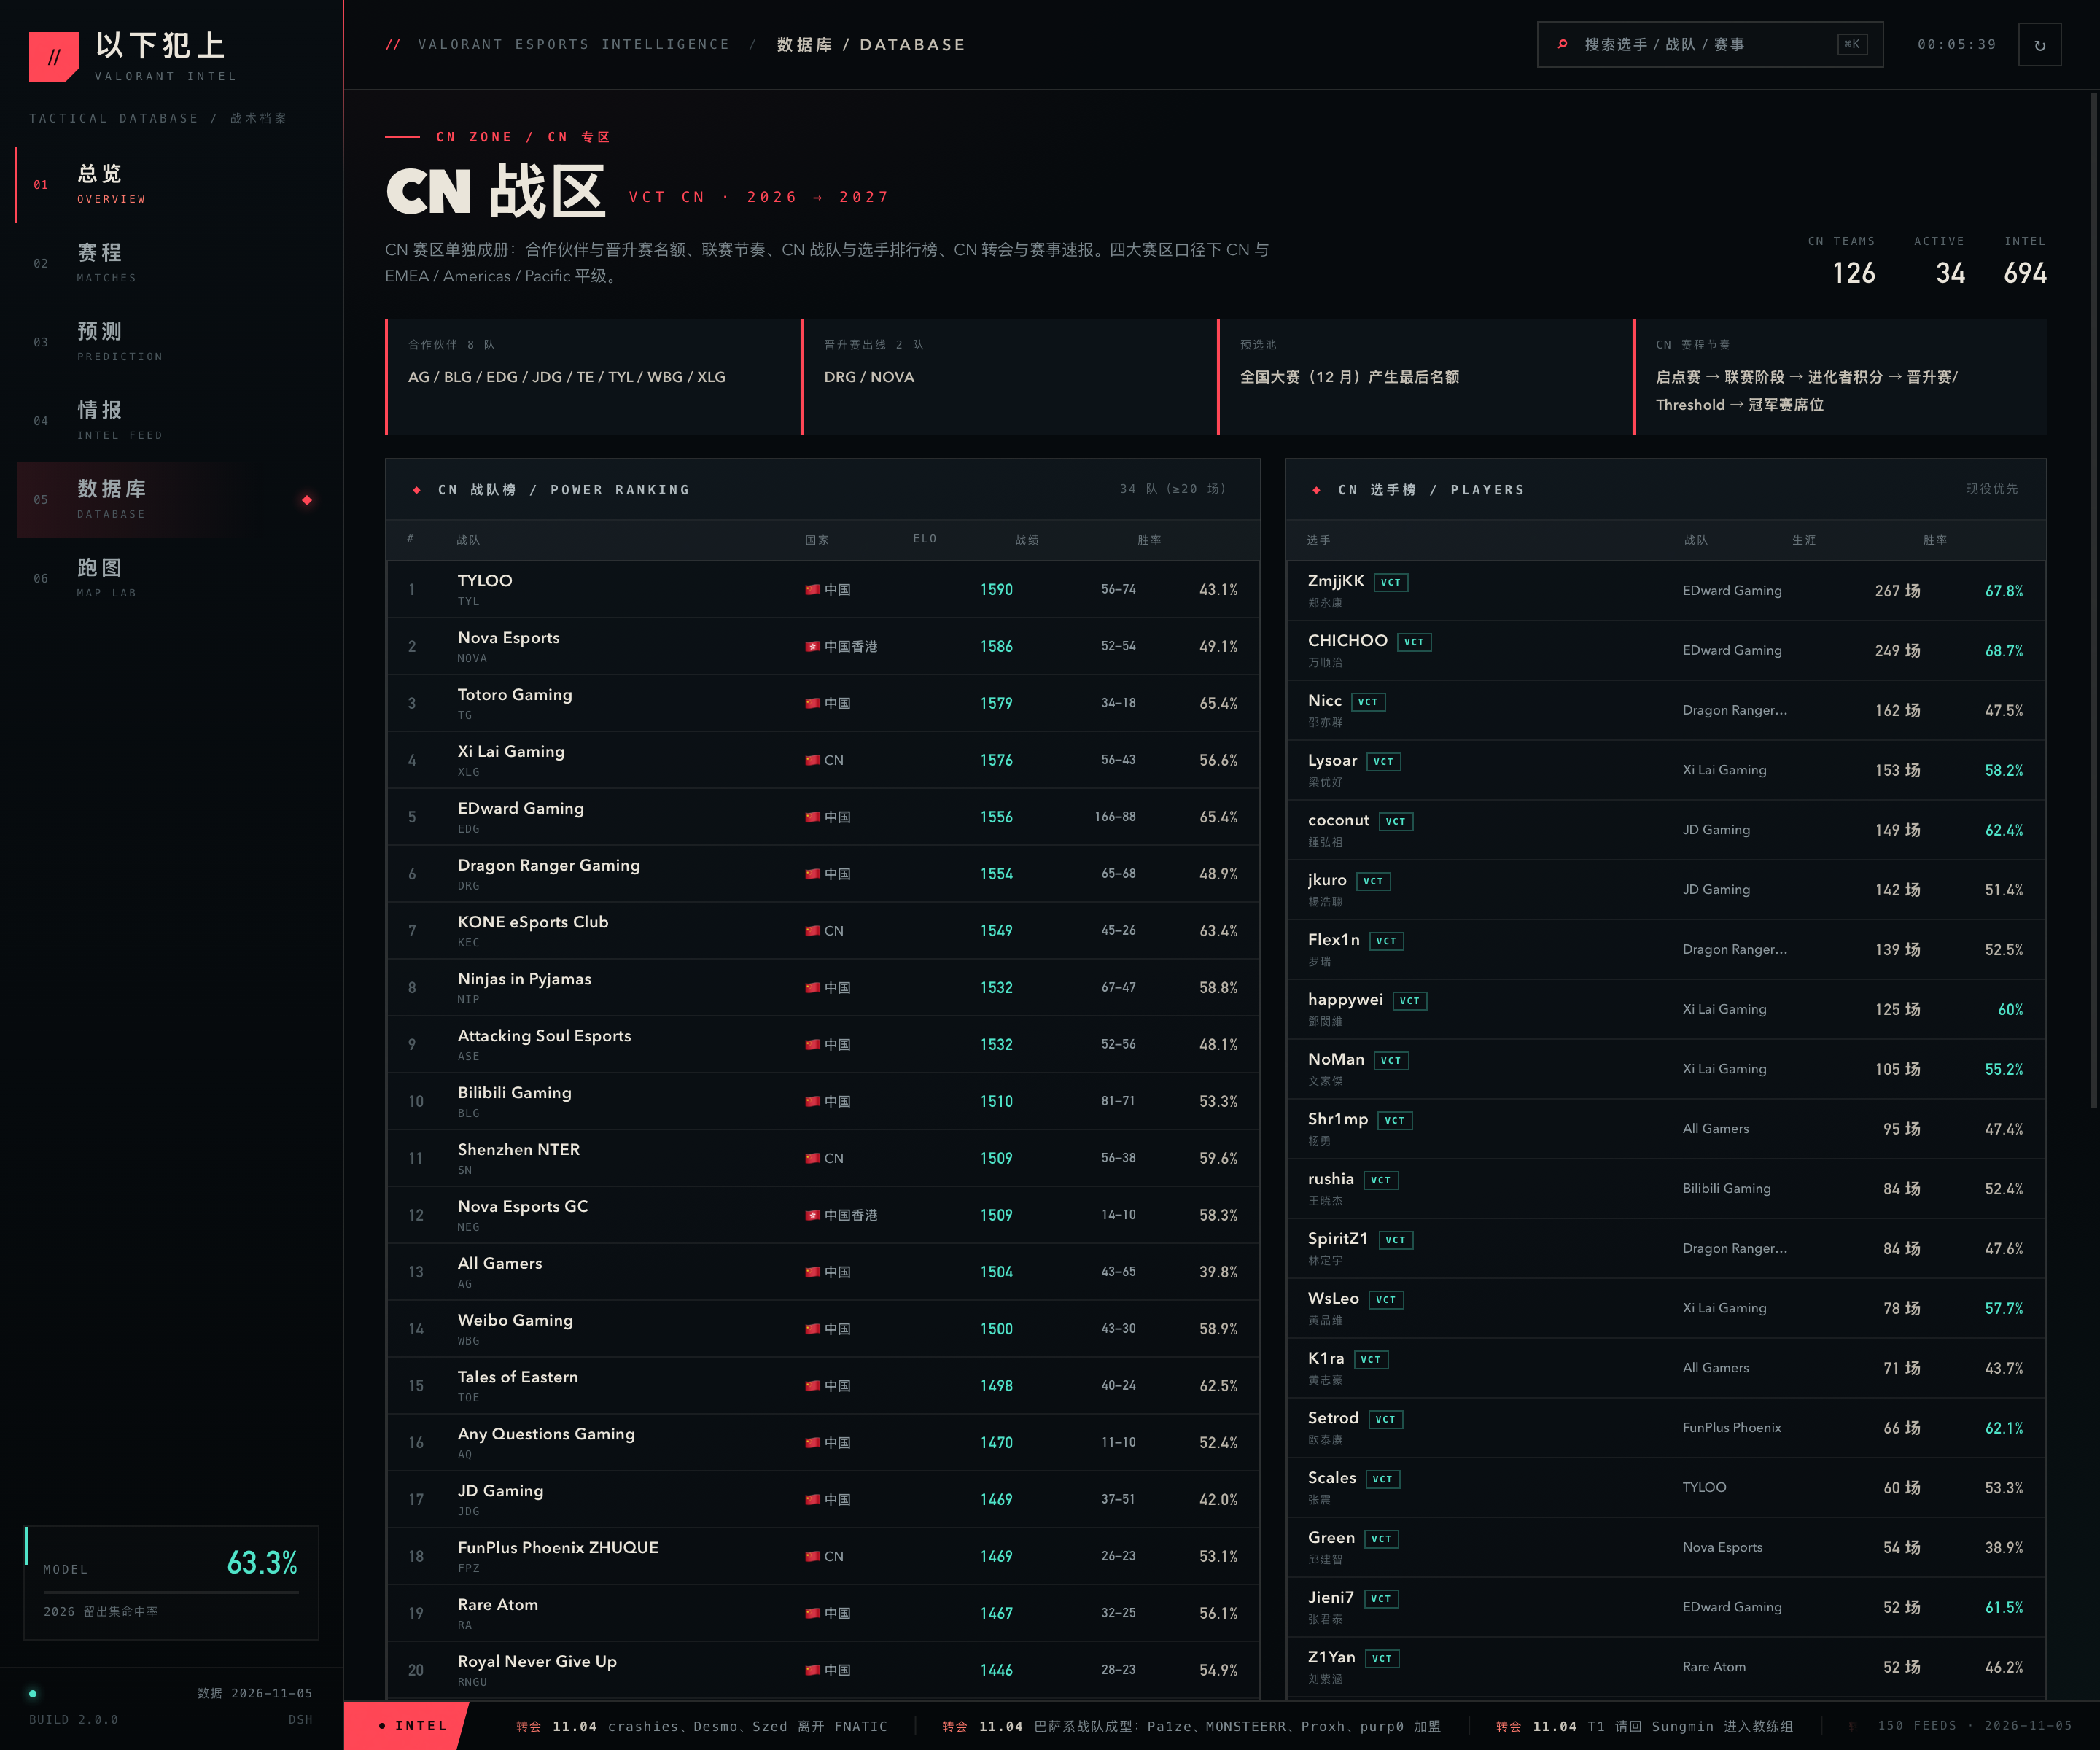 //
以下犯上
VALORANT INTEL
TACTICAL DATABASE / 战术档案
01 总览
OVERVIEW
02 赛程
MATCHES
03 预测
PREDICTION
04 情报
INTEL FEED
05 数据库
DATABASE
06 跑图
MAP LAB
MODEL 63.3%
2026 留出集命中率
数据 2026-11-05
BUILD 2.0.0 DSH
// VALORANT ESPORTS INTELLIGENCE / 数据库 / DATABASE
搜索选手 / 战队 / 赛事 ⌘K
00:05:39 ↻
CN ZONE / CN 专区
CN 战区 VCT CN · 2026 → 2027
CN 赛区单独成册：合作伙伴与晋升赛名额、联赛节奏、CN 战队与选手排行榜、CN 转会与赛事速报。四大赛区口径下 CN 与
EMEA / Americas / Pacific 平级。
CN TEAMS ACTIVE INTEL
126 34 694
合作伙伴 8 队
AG / BLG / EDG / JDG / TE / TYL / WBG / XLG
晋升赛出线 2 队
DRG / NOVA
预选池
全国大赛（12 月）产生最后名额
CN 赛程节奏
启点赛 → 联赛阶段 → 进化者积分 → 晋升赛/
Threshold → 冠军赛席位
CN 战队榜 / POWER RANKING 34 队 (≥20 场)
# 战队 国家 ELO 战绩 胜率
1 TYLOO 中国 1590 56–74 43.1%
TYL
2 Nova Esports 中国香港 1586 52–54 49.1%
NOVA
3 Totoro Gaming 中国 1579 34–18 65.4%
TG
4 Xi Lai Gaming CN 1576 56–43 56.6%
XLG
5 EDward Gaming 中国 1556 166–88 65.4%
EDG
6 Dragon Ranger Gaming 中国 1554 65–68 48.9%
DRG
7 KONE eSports Club CN 1549 45–26 63.4%
KEC
8 Ninjas in Pyjamas 中国 1532 67–47 58.8%
NIP
9 Attacking Soul Esports 中国 1532 52–56 48.1%
ASE
10 Bilibili Gaming 中国 1510 81–71 53.3%
BLG
11 Shenzhen NTER CN 1509 56–38 59.6%
SN
12 Nova Esports GC 中国香港 1509 14–10 58.3%
NEG
13 All Gamers 中国 1504 43–65 39.8%
AG
14 Weibo Gaming 中国 1500 43–30 58.9%
WBG
15 Tales of Eastern 中国 1498 40–24 62.5%
TOE
16 Any Questions Gaming 中国 1470 11–10 52.4%
AQ
17 JD Gaming 中国 1469 37–51 42.0%
JDG
18 FunPlus Phoenix ZHUQUE CN 1469 26–23 53.1%
FPZ
19 Rare Atom 中国 1467 32–25 56.1%
RA
20 Royal Never Give Up 中国 1446 28–23 54.9%
RNGU
CN 选手榜 / PLAYERS 现役优先
选手 战队 生涯 胜率
ZmjjKK VCT EDward Gaming 267 场 67.8%
郑永康
CHICHOO VCT EDward Gaming 249 场 68.7%
万顺治
Nicc VCT Dragon Ranger... 162 场 47.5%
邵亦群
Lysoar VCT Xi Lai Gaming 153 场 58.2%
梁优好
coconut VCT JD Gaming 149 场 62.4%
鍾弘祖
jkuro VCT JD Gaming 142 场 51.4%
楊浩聰
Flex1n VCT Dragon Ranger... 139 场 52.5%
罗瑞
happywei VCT Xi Lai Gaming 125 场 60%
鄧閔維
NoMan VCT Xi Lai Gaming 105 场 55.2%
文家傑
Shr1mp VCT All Gamers 95 场 47.4%
杨勇
rushia VCT Bilibili Gaming 84 场 52.4%
王晓杰
SpiritZ1 VCT Dragon Ranger... 84 场 47.6%
林定宇
WsLeo VCT Xi Lai Gaming 78 场 57.7%
黄品维
K1ra VCT All Gamers 71 场 43.7%
黄志豪
Setrod VCT FunPlus Phoenix 66 场 62.1%
欧泰赓
Scales VCT TYLOO 60 场 53.3%
张震
Green VCT Nova Esports 54 场 38.9%
邱建智
Jieni7 VCT EDward Gaming 52 场 61.5%
张君泰
Z1Yan VCT Rare Atom 52 场 46.2%
刘紫涵
INTEL 转会 11.04 crashies、Desmo、Szed 离开 FNATIC 转会 11.04 巴萨系战队成型：Pa1ze、MONSTEERR、Proxh、purp0 加盟 转会 11.04 T1 请回 Sungmin 进入教练组 150 FEEDS · 2026-11-05